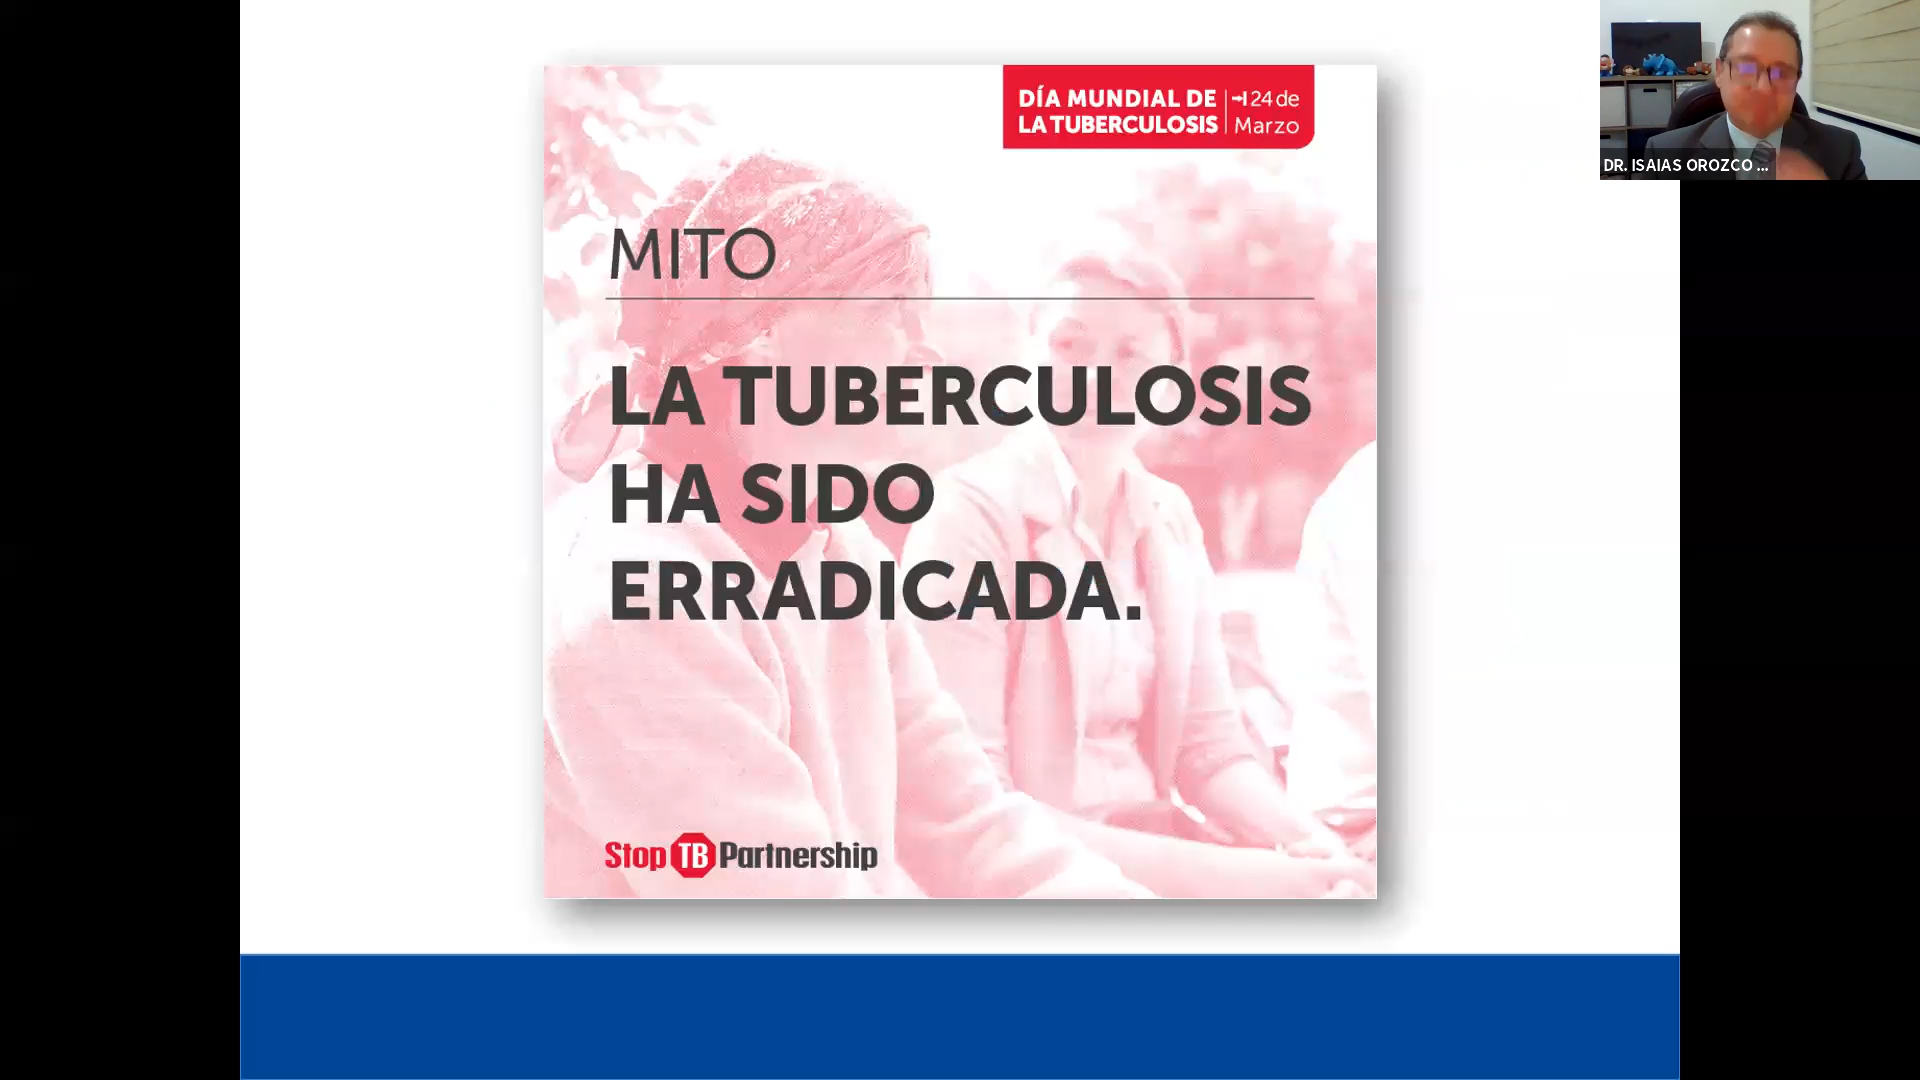 DÍA MUNDIAL DE
LA TUBERCULOSIS
24 de
Marzo
DR. ISAIAS OROZCO ...
MITO
LA TUBERCULOSIS
HA SIDO
ERRADICADA.
Stop TB Partnership